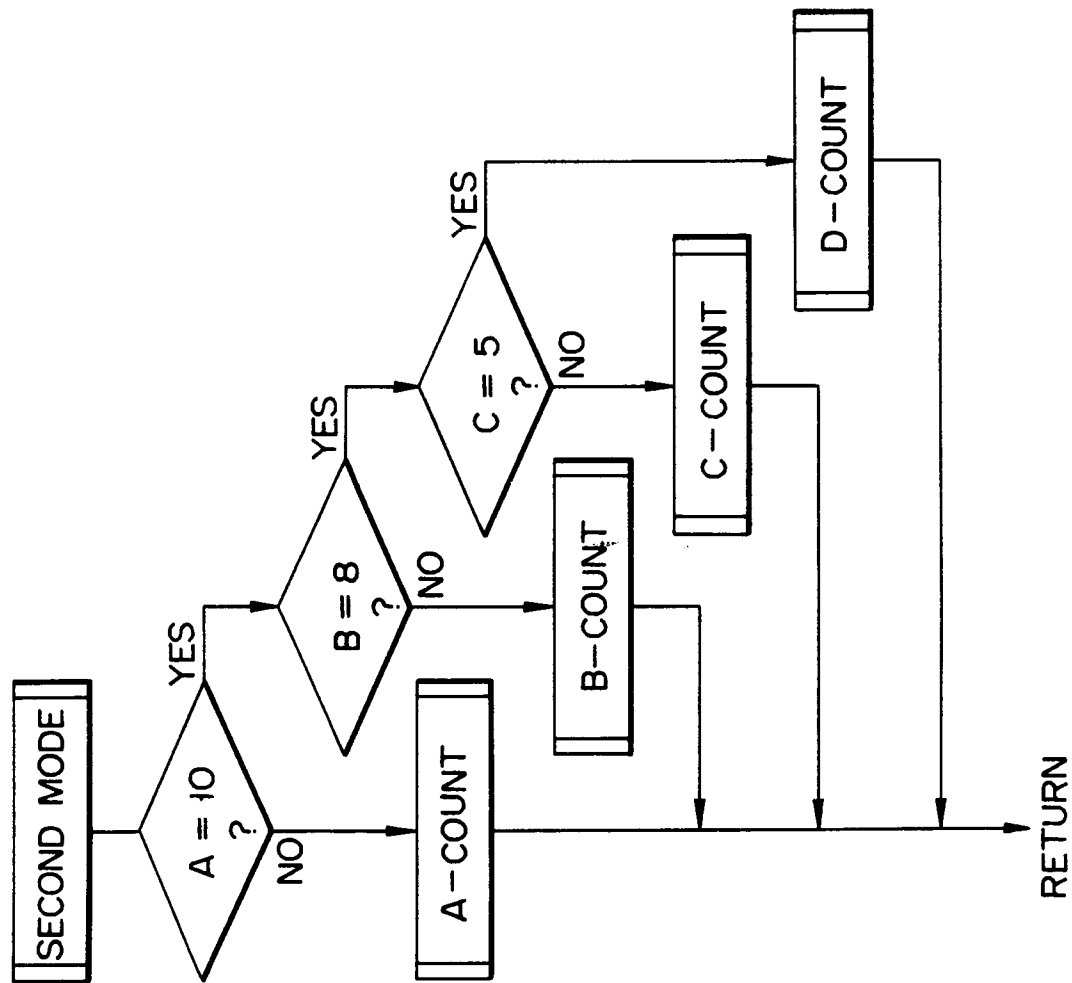 SECOND MODE
A = 10
?
YES
NO
A-COUNT
B = 8
?
YES
NO
B-COUNT
C = 5
?
YES
NO
C-COUNT
D-COUNT
RETURN